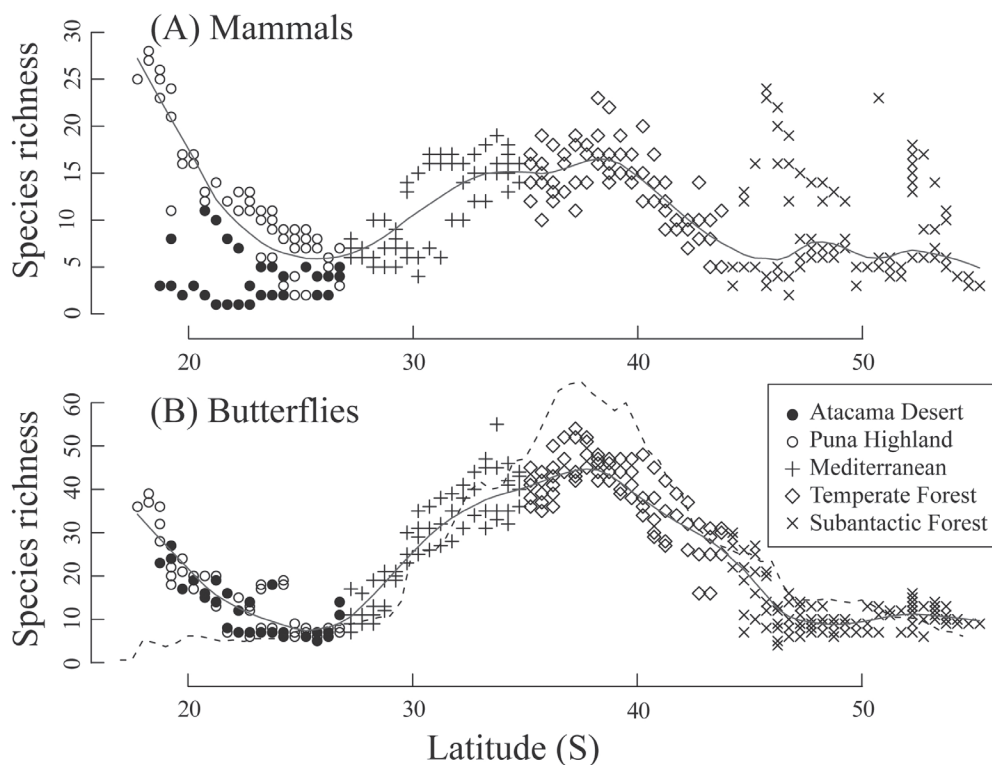 (A) Mammals
Species richness
0 5 10 15 20 25 30
20 30 40 50
(B) Butterflies
Species richness
0 10 20 30 40 50 60
20 30 40 50
Latitude (S)
Atacama Desert
Puna Highland
Mediterranean
Temperate Forest
Subantactic Forest